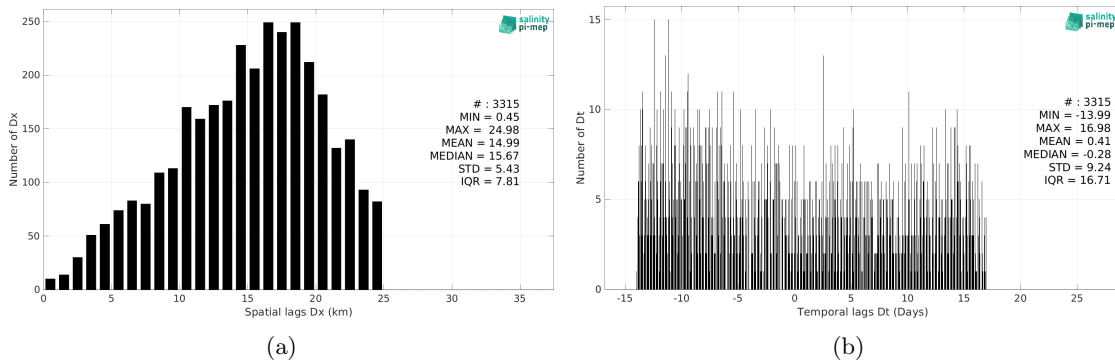 250
200
150
100
50
0
0 5 10 15 20 25 30 35
Number of Dx
Spatial lags Dx (km)
salinity
pi-mep
# : 3315
MIN = 0.45
MAX = 24.98
MEAN = 14.99
MEDIAN = 15.67
STD = 5.43
IQR = 7.81
(a)
15
10
5
0
-15 -10 -5 0 5 10 15 20 25
Number of Dt
Temporal lags Dt (Days)
salinity
pi-mep
# : 3315
MIN = -13.99
MAX = 16.98
MEAN = 0.41
MEDIAN = -0.28
STD = 9.24
IQR = 16.71
(b)